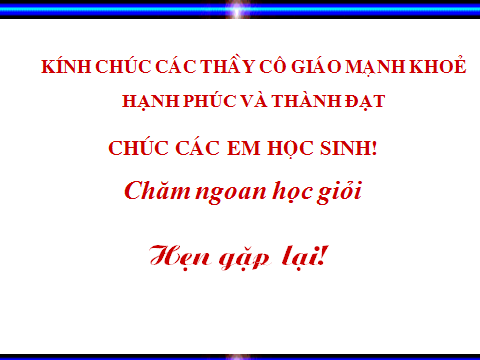 KÍNH CHÚC CÁC THẦY CÔ GIÁO MẠNH KHOẺ
HẠNH PHÚC VÀ THÀNH ĐẠT
CHÚC CÁC EM HỌC SINH!
Chăm ngoan học giỏi
Hẹn gặp lại!